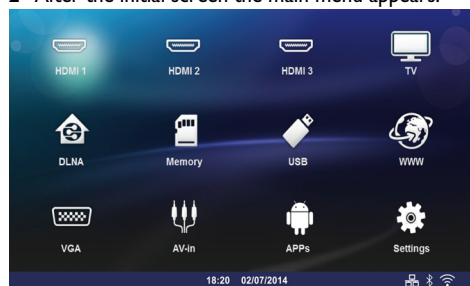 2 After the initial screen the main menu appears:
HDMI 1 HDMI 2 HDMI 3 TV
DLNA Memory USB WWW
VGA AV-in APPs Settings
18:20 02/07/2014